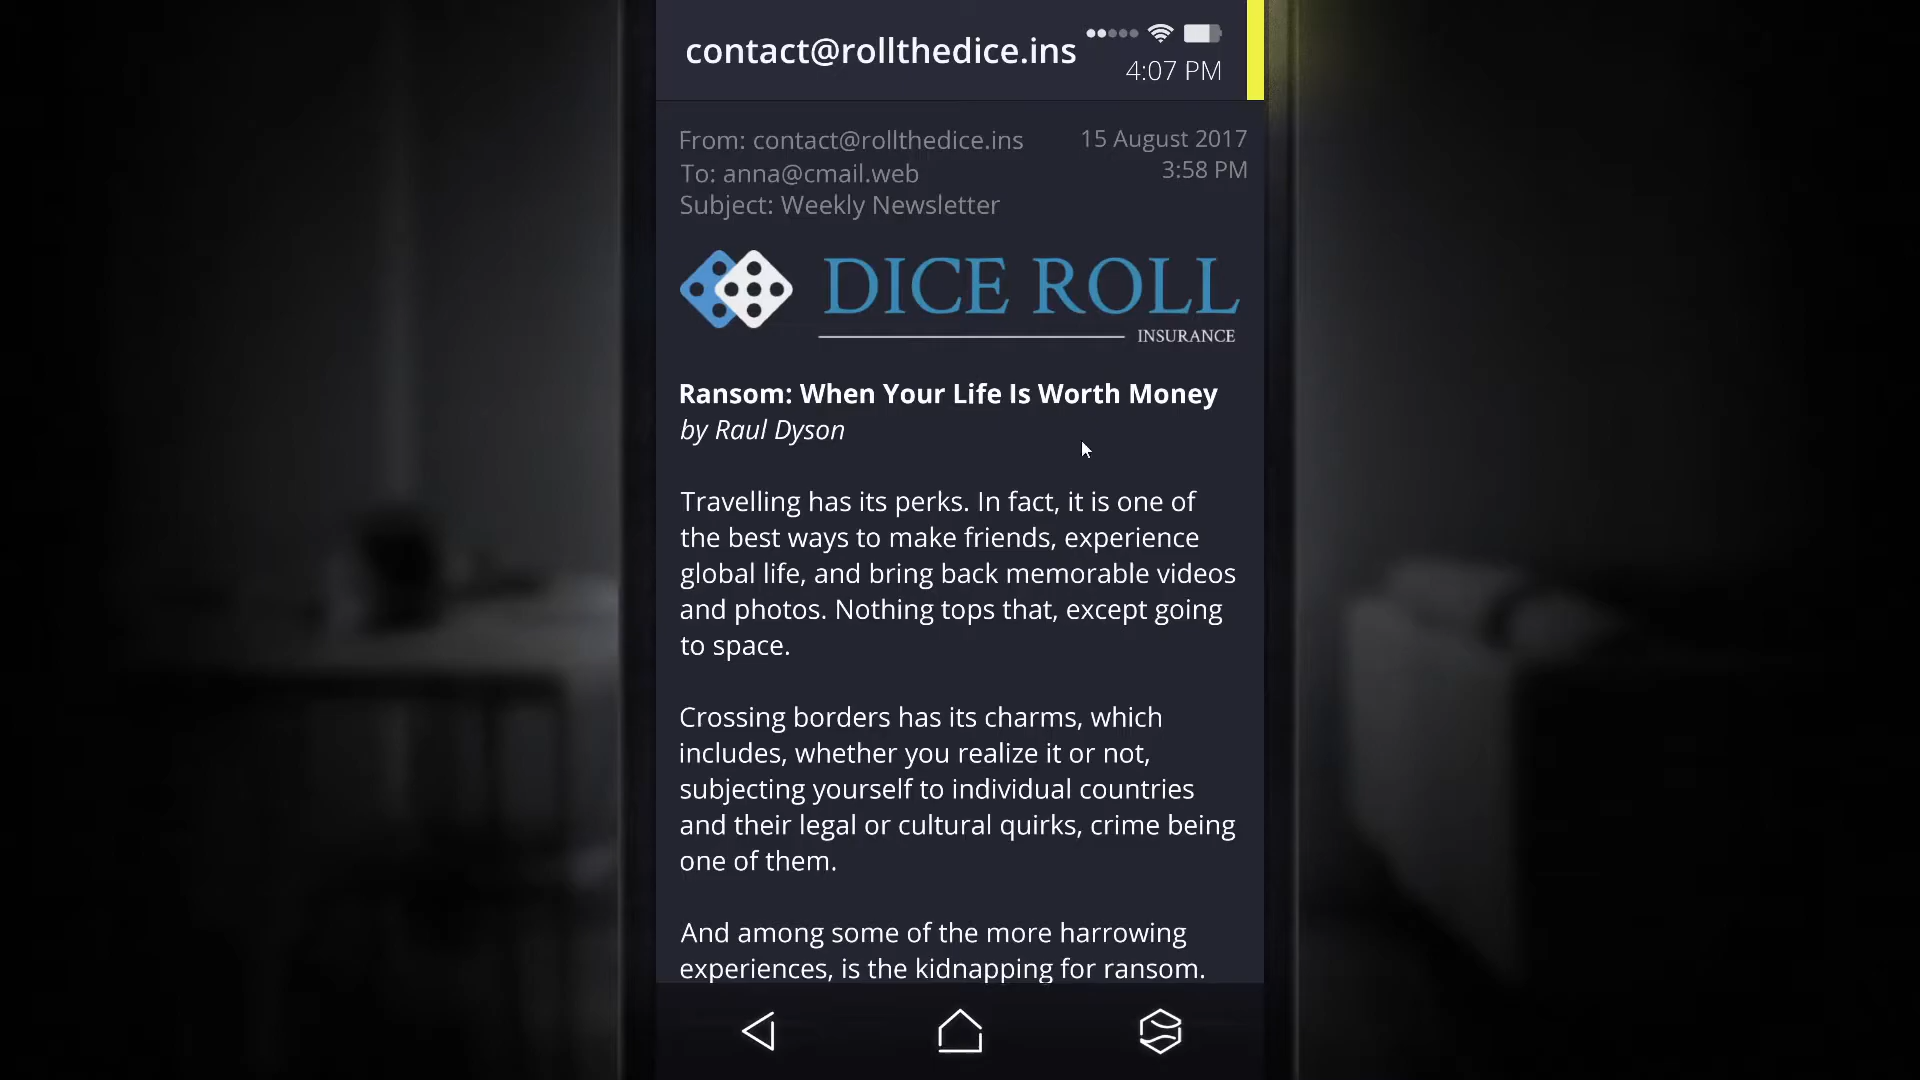 contact@rollthedice.ins
4:07 PM
From: contact@rollthedice.ins
15 August 2017
To: anna@cmail.web
3:58 PM
Subject: Weekly Newsletter
DICE ROLL
INSURANCE
Ransom: When Your Life Is Worth Money
by Raul Dyson
Travelling has its perks. In fact, it is one of
the best ways to make friends, experience
global life, and bring back memorable videos
and photos. Nothing tops that, except going
to space.
Crossing borders has its charms, which
includes, whether you realize it or not,
subjecting yourself to individual countries
and their legal or cultural quirks, crime being
one of them.
And among some of the more harrowing
experiences, is the kidnapping for ransom.